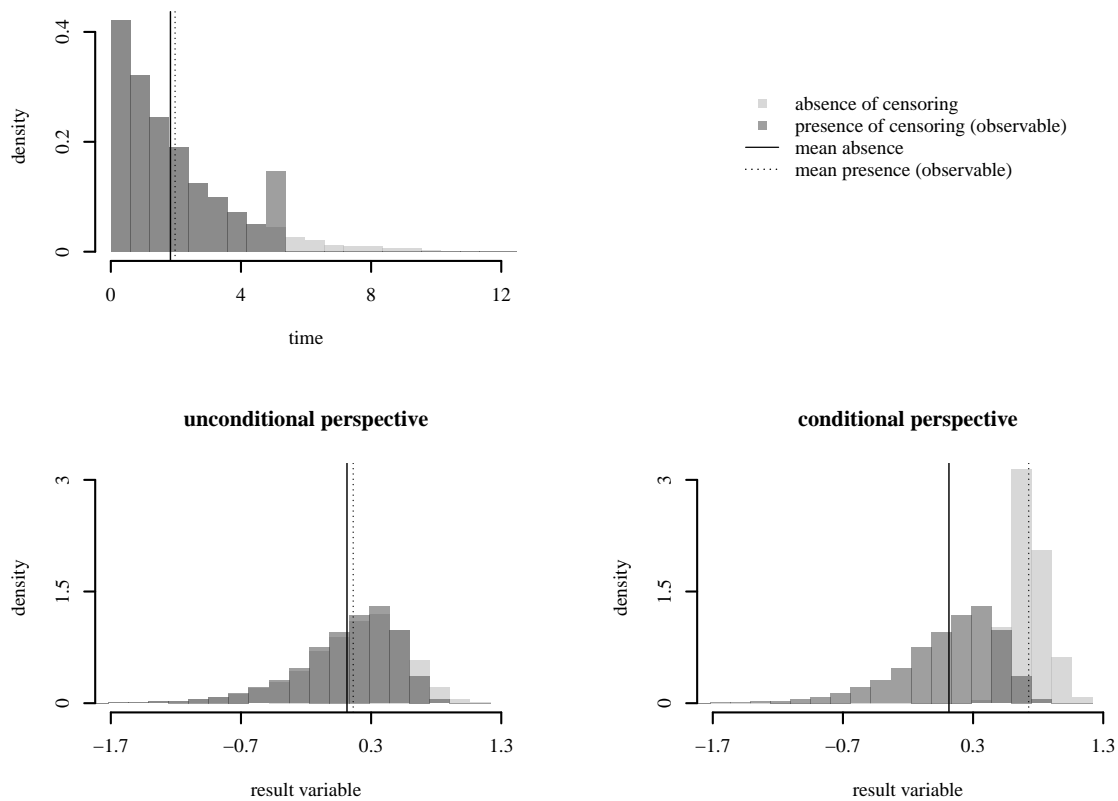 density
0
0.2
0.4
0 4 8 12
time
absence of censoring
presence of censoring (observable)
mean absence
mean presence (observable)
unconditional perspective
density
0
1.5
3
−1.7 −0.7 0.3 1.3
result variable
conditional perspective
density
0
1.5
3
−1.7 −0.7 0.3 1.3
result variable